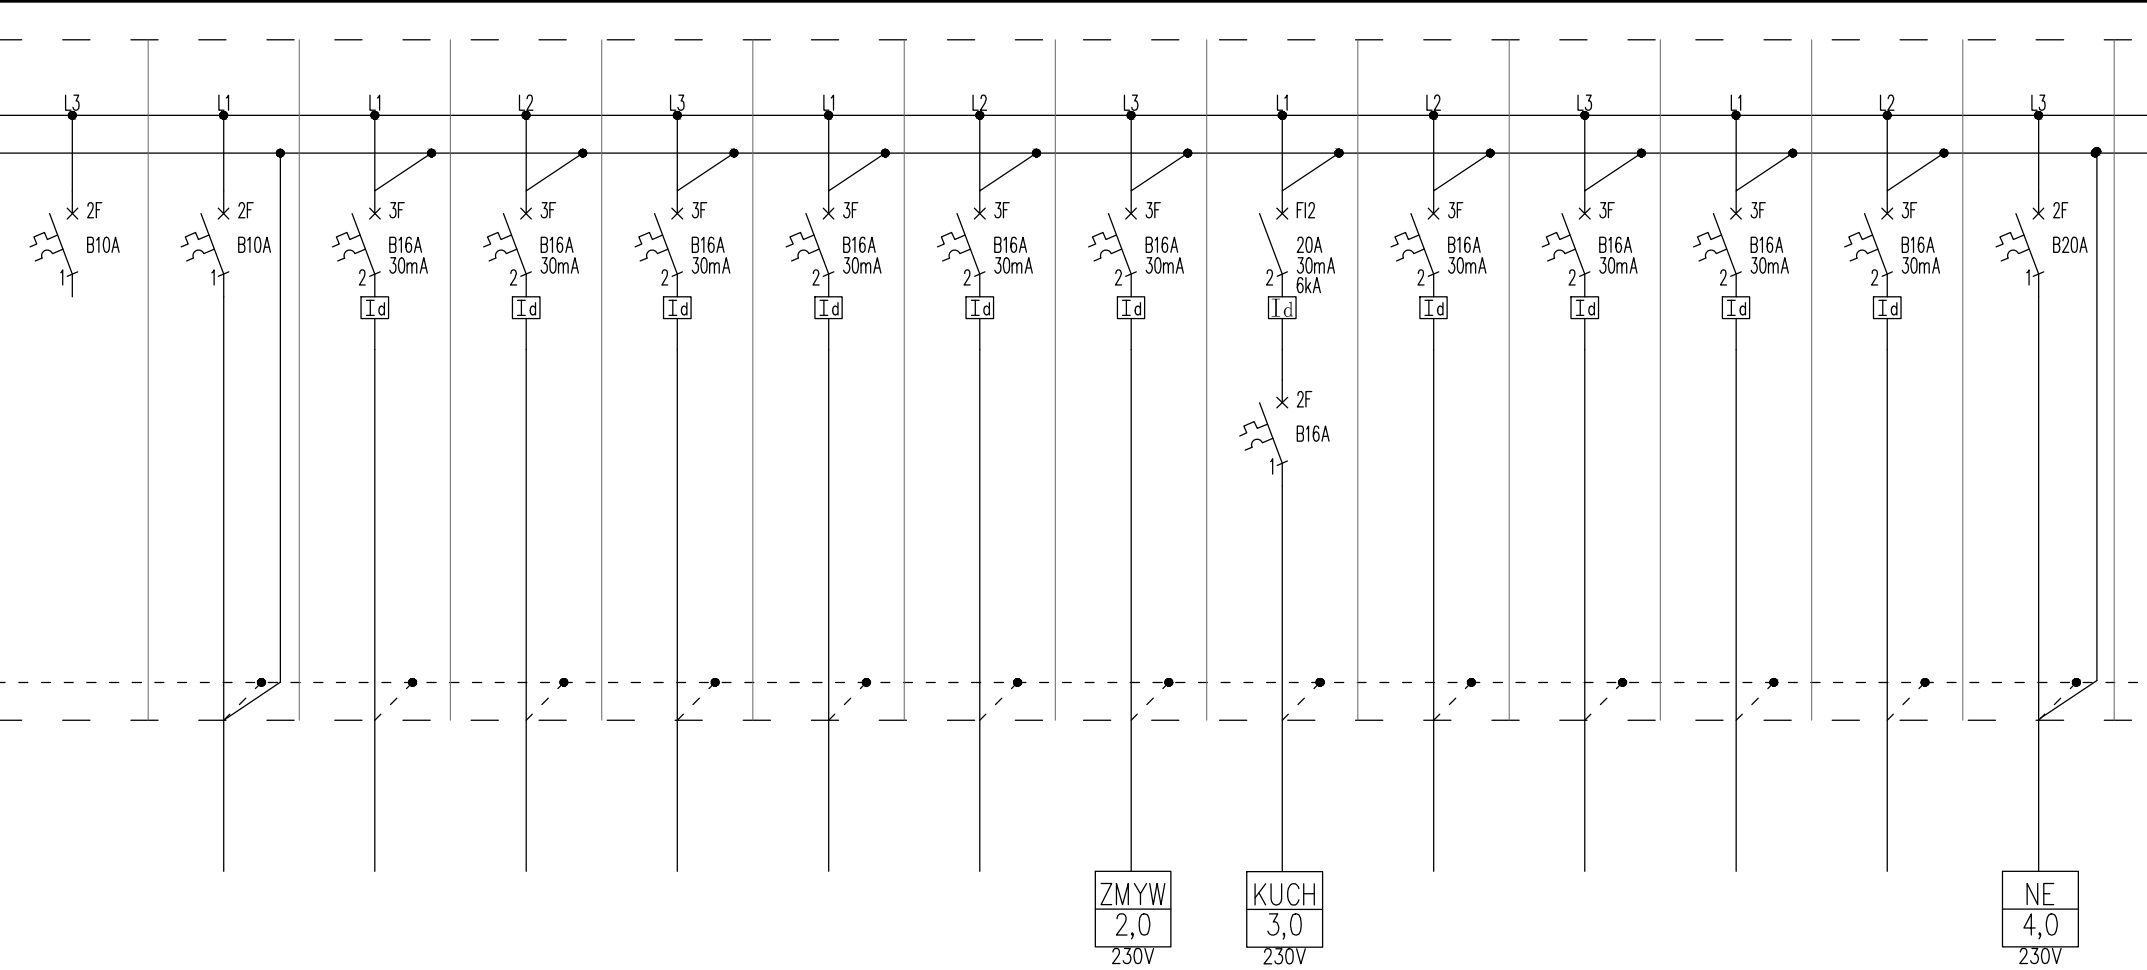 L3 L1 L1 L2 L3 L1 L2 L3 L1 L2 L3 L1 L2 L3
2F 2F 3F 3F 3F 3F 3F 3F FI2 3F 3F 3F 3F 2F
B10A B10A B16A B16A B16A B16A B16A B16A 20A B16A B16A B16A B16A B20A
30mA 30mA 30mA 30mA 30mA 30mA 30mA 30mA 30mA 30mA 30mA
1 1 2 2 2 2 2 2 2 2 2 2 2 1
6kA
Id Id Id Id Id Id Id Id Id Id Id
2F
B16A
1
ZMYW KUCH NE
2,0 3,0 4,0
230V 230V 230V